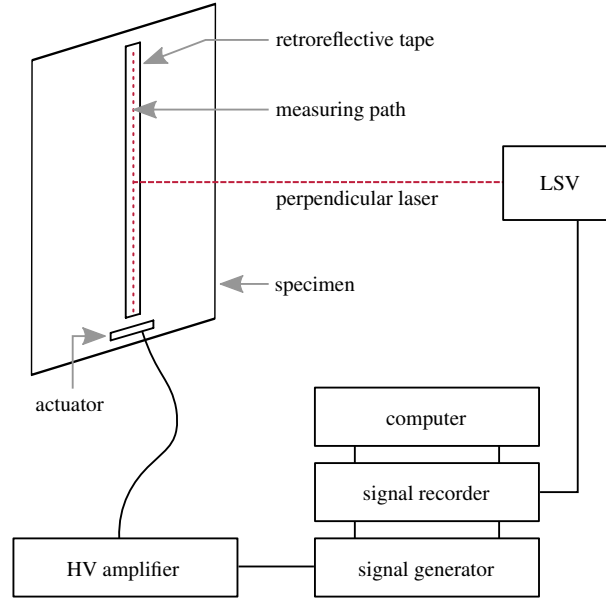 retroreflective tape
measuring path
LSV
perpendicular laser
specimen
actuator
computer
signal recorder
HV amplifier
signal generator